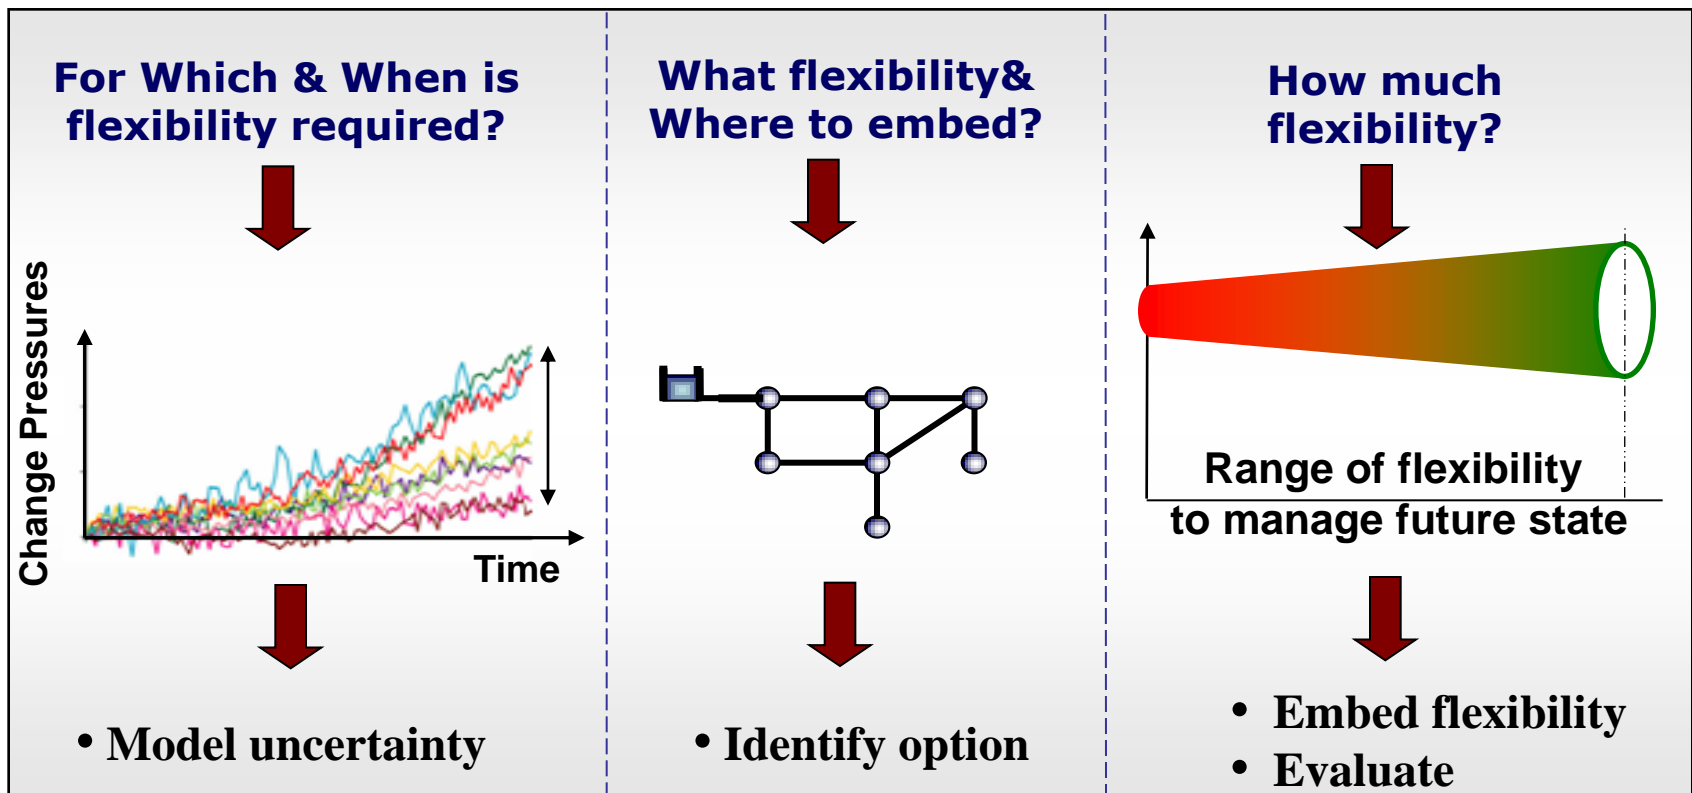 For Which & When is
flexibility required?
Change Pressures
Time
• Model uncertainty
What flexibility&
Where to embed?
• Identify option
How much
flexibility?
Range of flexibility
to manage future state
• Embed flexibility
• Evaluate